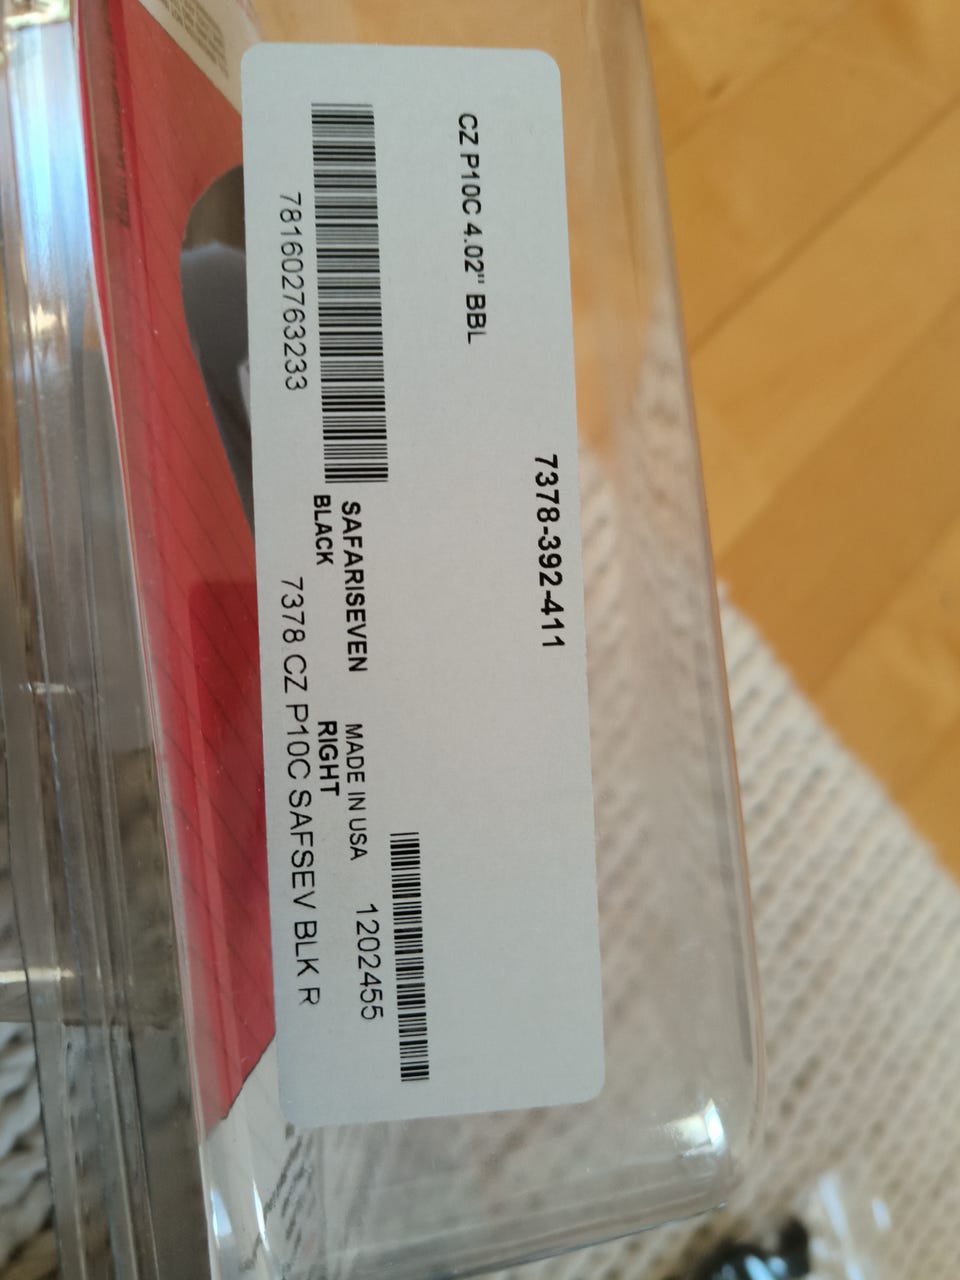 7378-392-411
CZ P10C 4.02" BBL
1202455
SAFARISEVEN MADE IN USA
BLACK RIGHT
781602763233
7378 CZ P10C SAFSEV BLK R